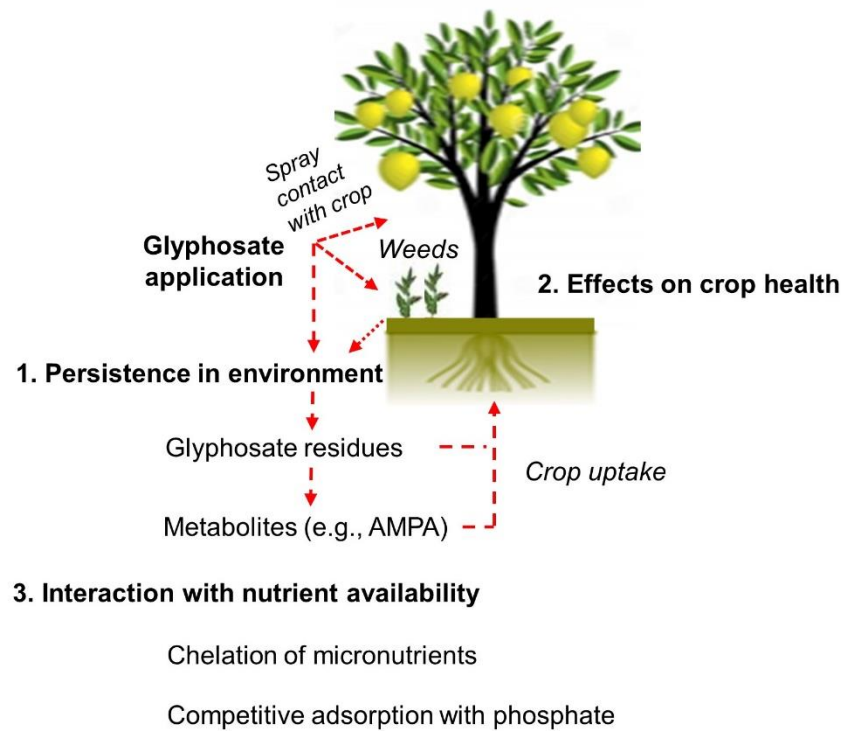 Spray
contact
with crop
Glyphosate
application
Weeds
2. Effects on crop health
1. Persistence in environment
Glyphosate residues
Crop uptake
Metabolites (e.g., AMPA)
3. Interaction with nutrient availability
Chelation of micronutrients
Competitive adsorption with phosphate